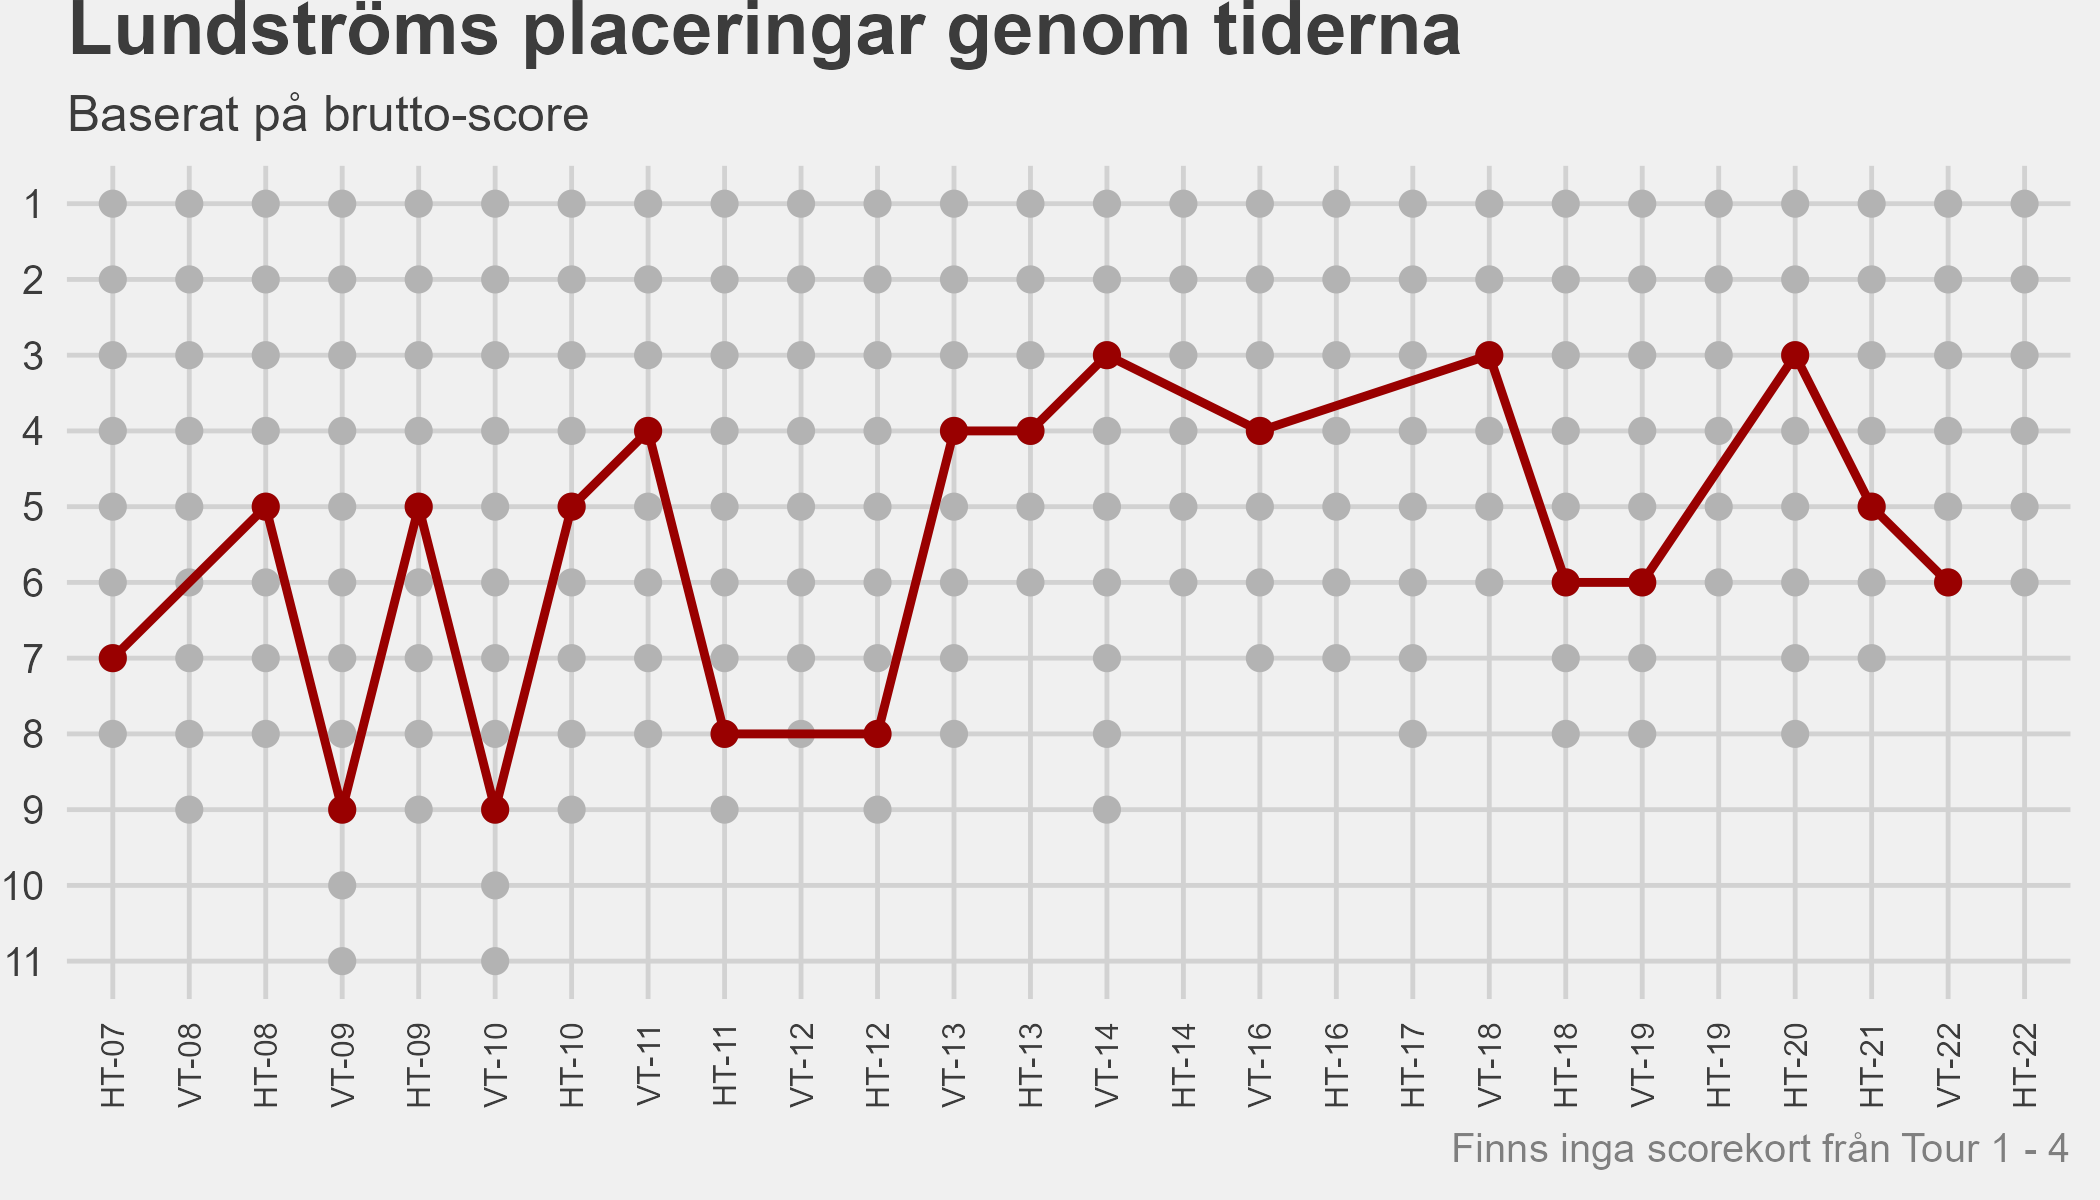 Lundströms placeringar genom tiderna
Baserat på brutto-score
1
2
3
4
5
6
7
8
9
10
11
HT-07
VT-08
HT-08
VT-09
HT-09
VT-10
HT-10
VT-11
HT-11
VT-12
HT-12
VT-13
HT-13
VT-14
HT-14
VT-16
HT-16
HT-17
VT-18
HT-18
VT-19
HT-19
HT-20
HT-21
VT-22
HT-22
Finns inga scorekort från Tour 1 - 4